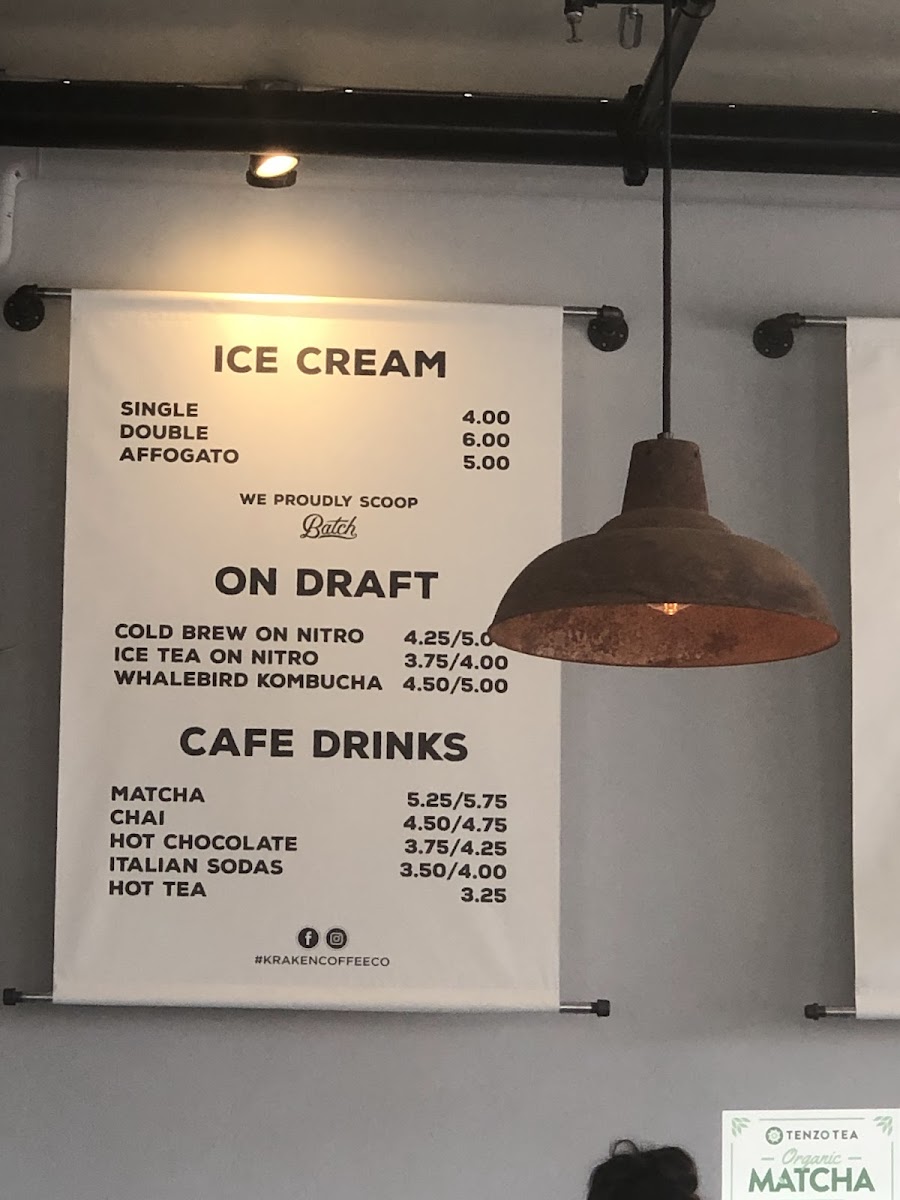 ICE CREAM
SINGLE 4.00
DOUBLE 6.00
AFFOGATO 5.00
WE PROUDLY SCOOP
Batch
ON DRAFT
COLD BREW ON NITRO 4.25/5.0
ICE TEA ON NITRO 3.75/4.00
WHALEBIRD KOMBUCHA 4.50/5.00
CAFE DRINKS
MATCHA 5.25/5.75
CHAI 4.50/4.75
HOT CHOCOLATE 3.75/4.25
ITALIAN SODAS 3.50/4.00
HOT TEA 3.25
#KRAKENCOFFEECO
TENZO TEA
Organic
MATCHA